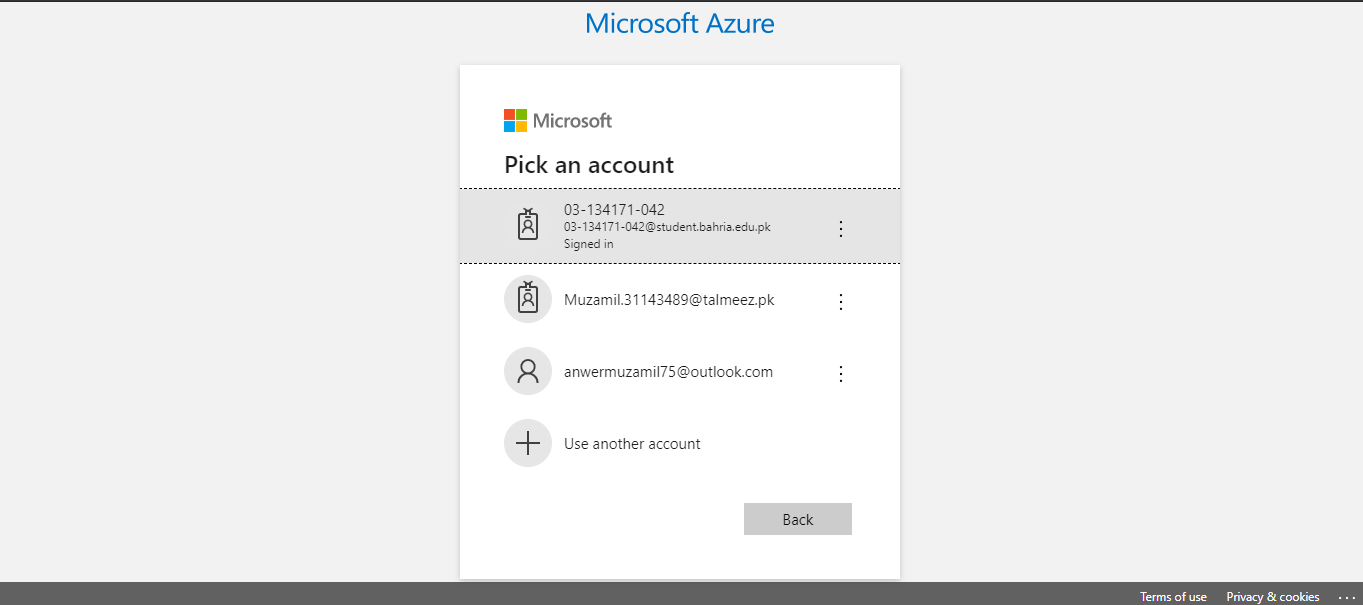 Microsoft Azure
Microsoft
Pick an account
03-134171-042
03-134171-042@student.bahria.edu.pk
Signed in
Muzamil.31143489@talmeez.pk
anwermuzamil75@outlook.com
Use another account
Back
Terms of use Privacy & cookies ...